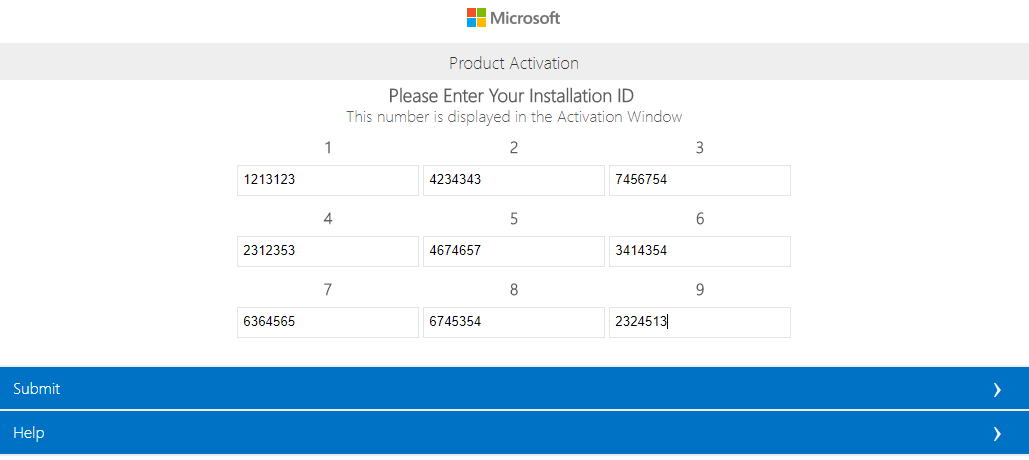 Microsoft
Product Activation
Please Enter Your Installation ID
This number is displayed in the Activation Window
1 2 3
1213123 4234343 7456754
4 5 6
2312353 4674657 3414354
7 8 9
6364565 6745354 2324513
Submit
Help